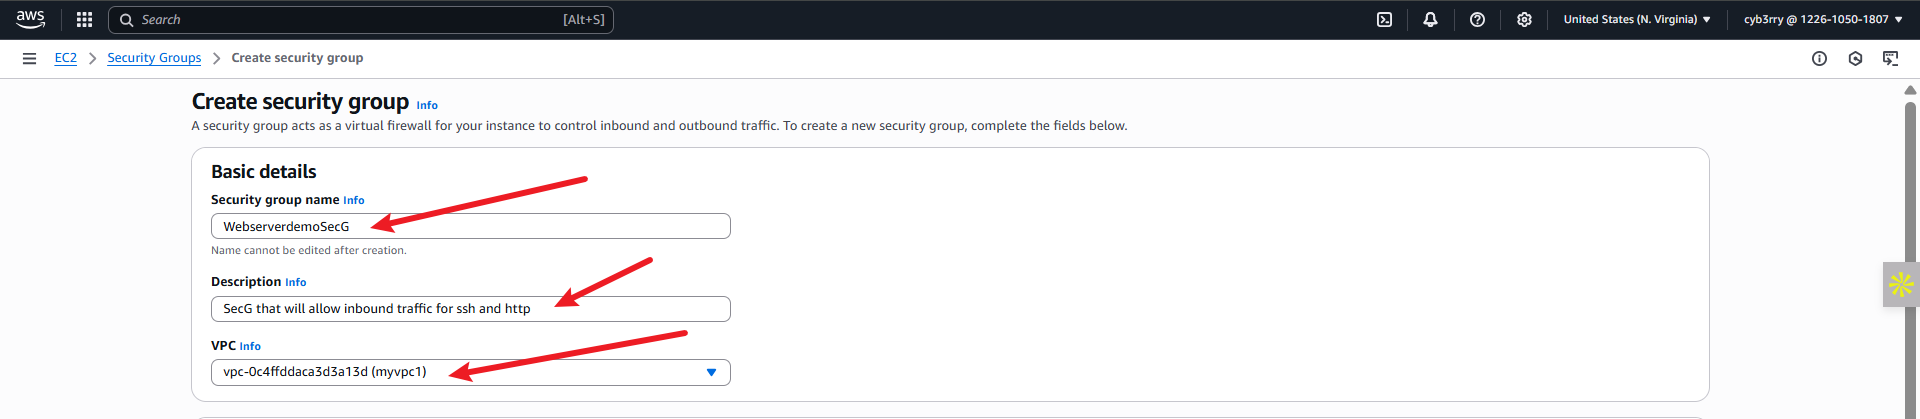 aws
Search [Alt+S] United States (N. Virginia) cyb3rry @ 1226-1050-1807
EC2 Security Groups Create security group
Create security group Info
A security group acts as a virtual firewall for your instance to control inbound and outbound traffic. To create a new security group, complete the fields below.
Basic details
Security group name Info
WebserverdemoSecG
Name cannot be edited after creation.
Description Info
SecG that will allow inbound traffic for ssh and http
VPC Info
vpc-0c4ffddaca3d3a13d (myvpc1)